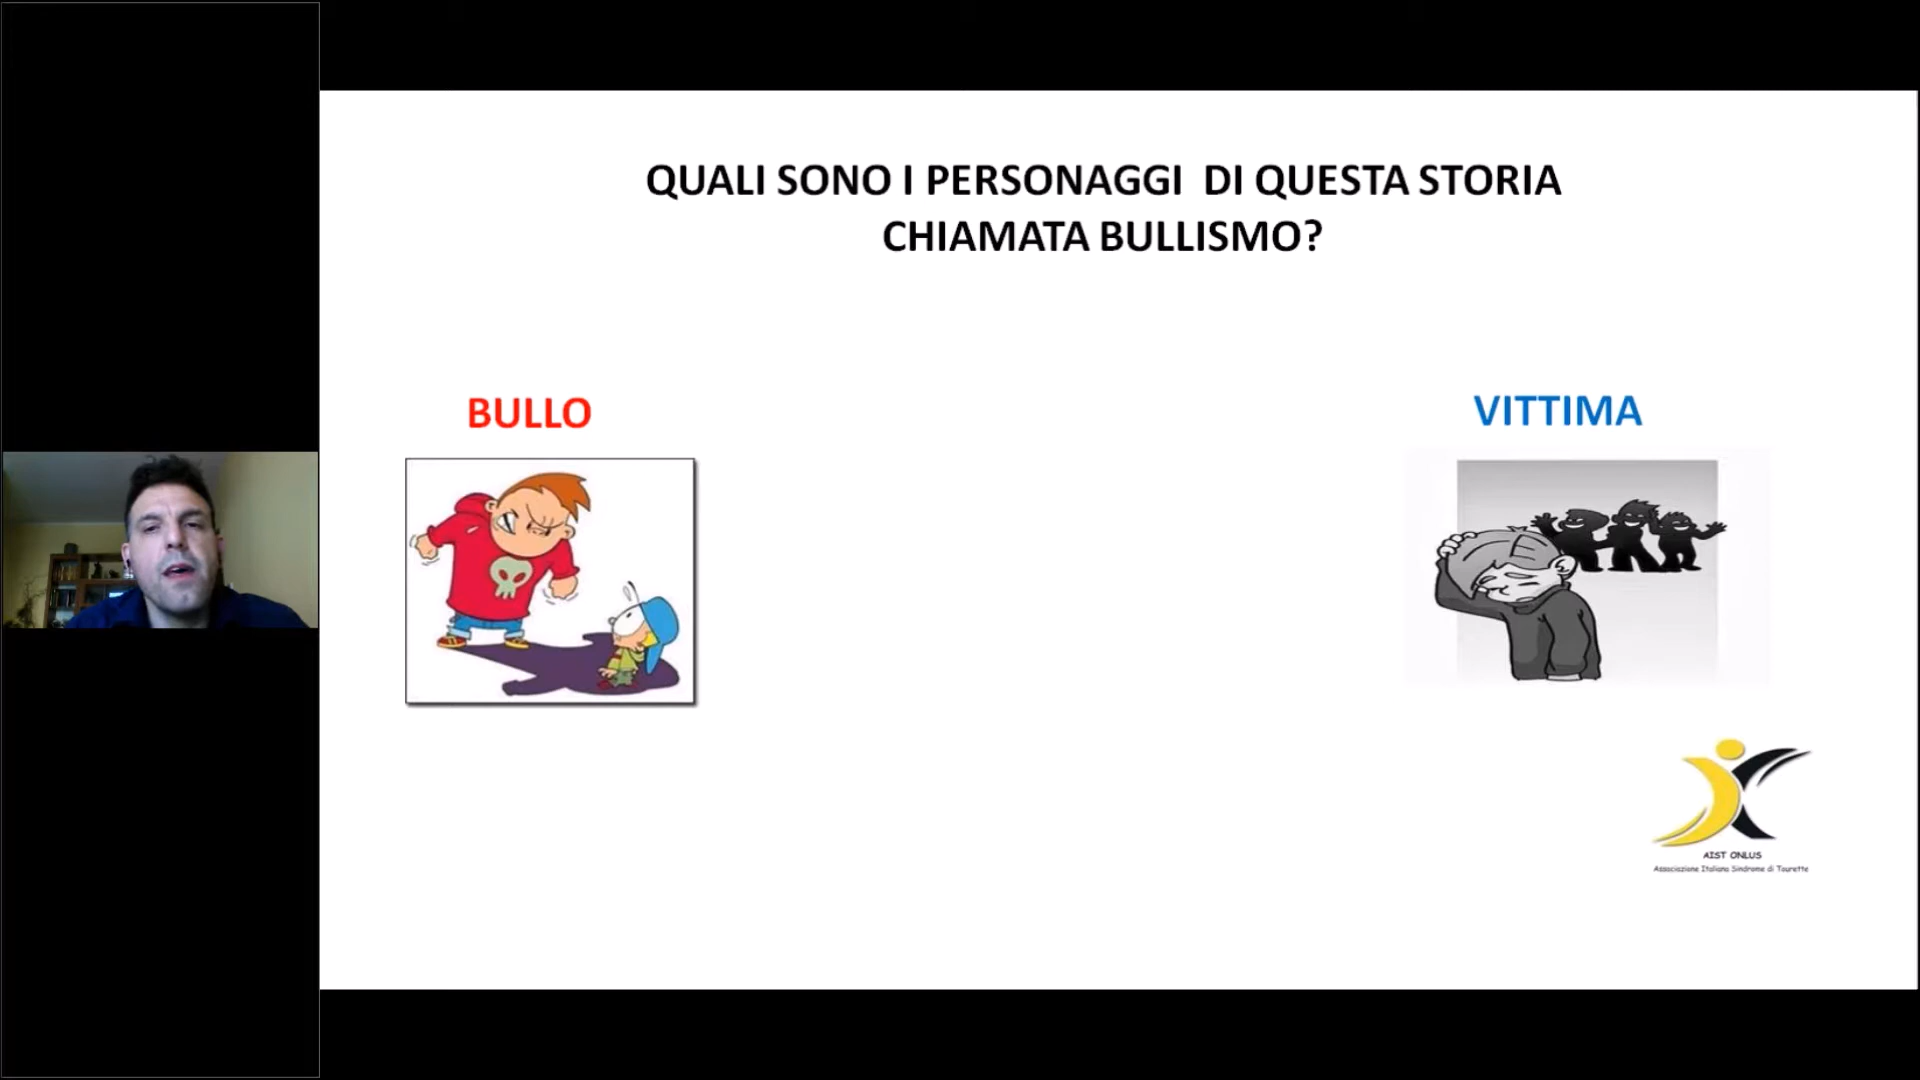 QUALI SONO I PERSONAGGI DI QUESTA STORIA
CHIAMATA BULLISMO?
BULLO
VITTIMA
AIST ONLUS
Associazione Italiana Sindrome di Tourette